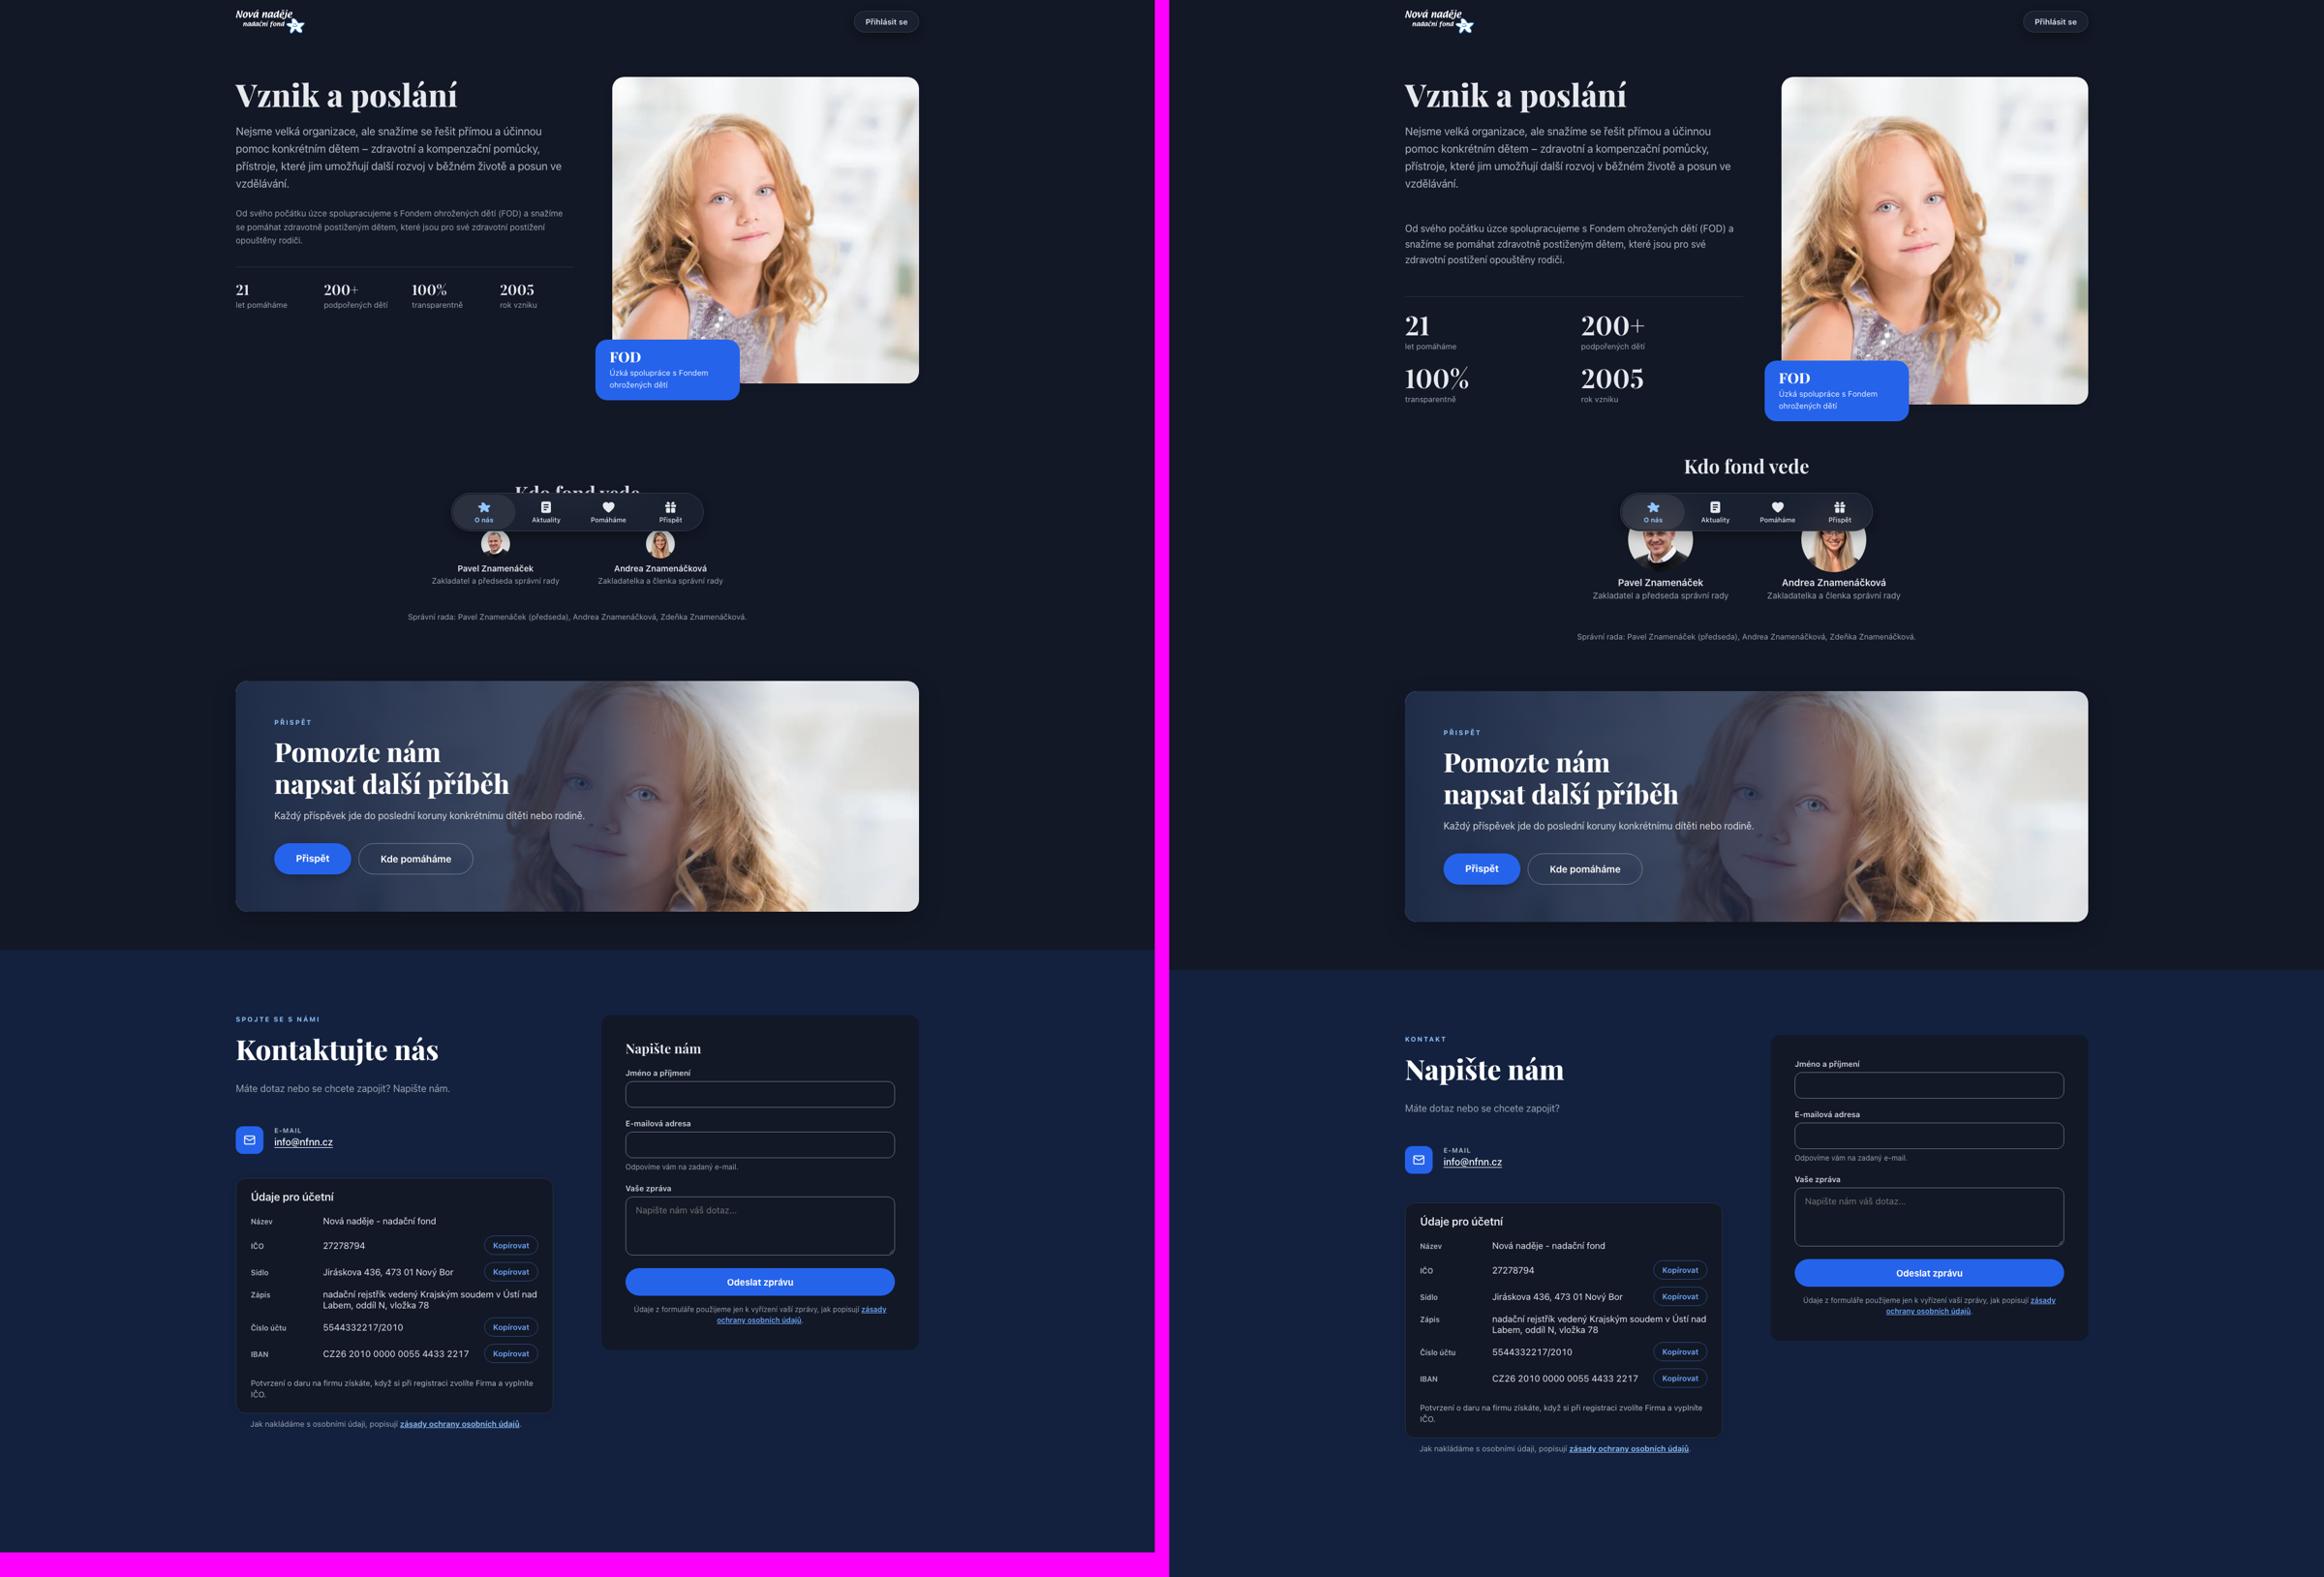 Nová naděje
nadační fond
Přihlásit se
Vznik a poslání
Nejsme velká organizace, ale snažíme se řešit přímou a účinnou
pomoc konkrétním dětem – zdravotní a kompenzační pomůcky,
přístroje, které jim umožňují další rozvoj v běžném životě a posun ve
vzdělávání.
Od svého počátku úzce spolupracujeme s Fondem ohrožených dětí (FOD) a snažíme
se pomáhat zdravotně postiženým dětem, které jsou pro své zdravotní postižení
opouštěny rodiči.
21
let pomáháme
200+
podpořených dětí
100%
transparentně
2005
rok vzniku
FOD
Úzká spolupráce s Fondem
ohrožených dětí
Kdo fond vede
O nás
Aktuality
Pomáháme
Přispět
Pavel Znamenáček
Zakladatel a předseda správní rady
Andrea Znamenáčková
Zakladatelka a členka správní rady
Správní rada: Pavel Znamenáček (předseda), Andrea Znamenáčková, Zdeňka Znamenáčková.
PŘISPĚT
Pomozte nám
napsat další příběh
Každý příspěvek jde do poslední koruny konkrétnímu dítěti nebo rodině.
Přispět
Kde pomáháme
SPOJTE SE S NÁMI
Kontaktujte nás
Máte dotaz nebo se chcete zapojit? Napište nám.
E-MAIL
info@nfnn.cz
Údaje pro účetní
Název
Nová naděje - nadační fond
IČO
27278794
Kopírovat
Sídlo
Jiráskova 436, 473 01 Nový Bor
Kopírovat
Zápis
nadační rejstřík vedený Krajským soudem v Ústí nad
Labem, oddíl N, vložka 78
Číslo účtu
5544332217/2010
Kopírovat
IBAN
CZ26 2010 0000 0055 4433 2217
Kopírovat
Potvrzení o daru na firmu získáte, když si při registraci zvolíte Firma a vyplníte
IČO.
Jak nakládáme s osobními údaji, popisují zásady ochrany osobních údajů.
Napište nám
Jméno a příjmení
E-mailová adresa
Odpovíme vám na zadaný e-mail.
Vaše zpráva
Napište nám váš dotaz...
Odeslat zprávu
Údaje z formuláře použijeme jen k vyřízení vaší zprávy, jak popisují zásady
ochrany osobních údajů.
Nová naděje
nadační fond
Přihlásit se
Vznik a poslání
Nejsme velká organizace, ale snažíme se řešit přímou a účinnou
pomoc konkrétním dětem – zdravotní a kompenzační pomůcky,
přístroje, které jim umožňují další rozvoj v běžném životě a posun ve
vzdělávání.
Od svého počátku úzce spolupracujeme s Fondem ohrožených dětí (FOD) a
snažíme se pomáhat zdravotně postiženým dětem, které jsou pro své
zdravotní postižení opouštěny rodiči.
21
let pomáháme
200+
podpořených dětí
100%
transparentně
2005
rok vzniku
FOD
Úzká spolupráce s Fondem
ohrožených dětí
Kdo fond vede
O nás
Aktuality
Pomáháme
Přispět
Pavel Znamenáček
Zakladatel a předseda správní rady
Andrea Znamenáčková
Zakladatelka a členka správní rady
Správní rada: Pavel Znamenáček (předseda), Andrea Znamenáčková, Zdeňka Znamenáčková.
PŘISPĚT
Pomozte nám
napsat další příběh
Každý příspěvek jde do poslední koruny konkrétnímu dítěti nebo rodině.
Přispět
Kde pomáháme
KONTAKT
Napište nám
Máte dotaz nebo se chcete zapojit?
E-MAIL
info@nfnn.cz
Údaje pro účetní
Název
Nová naděje - nadační fond
IČO
27278794
Kopírovat
Sídlo
Jiráskova 436, 473 01 Nový Bor
Kopírovat
Zápis
nadační rejstřík vedený Krajským soudem v Ústí nad
Labem, oddíl N, vložka 78
Číslo účtu
5544332217/2010
Kopírovat
IBAN
CZ26 2010 0000 0055 4433 2217
Kopírovat
Potvrzení o daru na firmu získáte, když si při registraci zvolíte Firma a vyplníte
IČO.
Jak nakládáme s osobními údaji, popisují zásady ochrany osobních údajů.
Jméno a příjmení
E-mailová adresa
Odpovíme vám na zadaný e-mail.
Vaše zpráva
Napište nám váš dotaz...
Odeslat zprávu
Údaje z formuláře použijeme jen k vyřízení vaší zprávy, jak popisují zásady
ochrany osobních údajů.